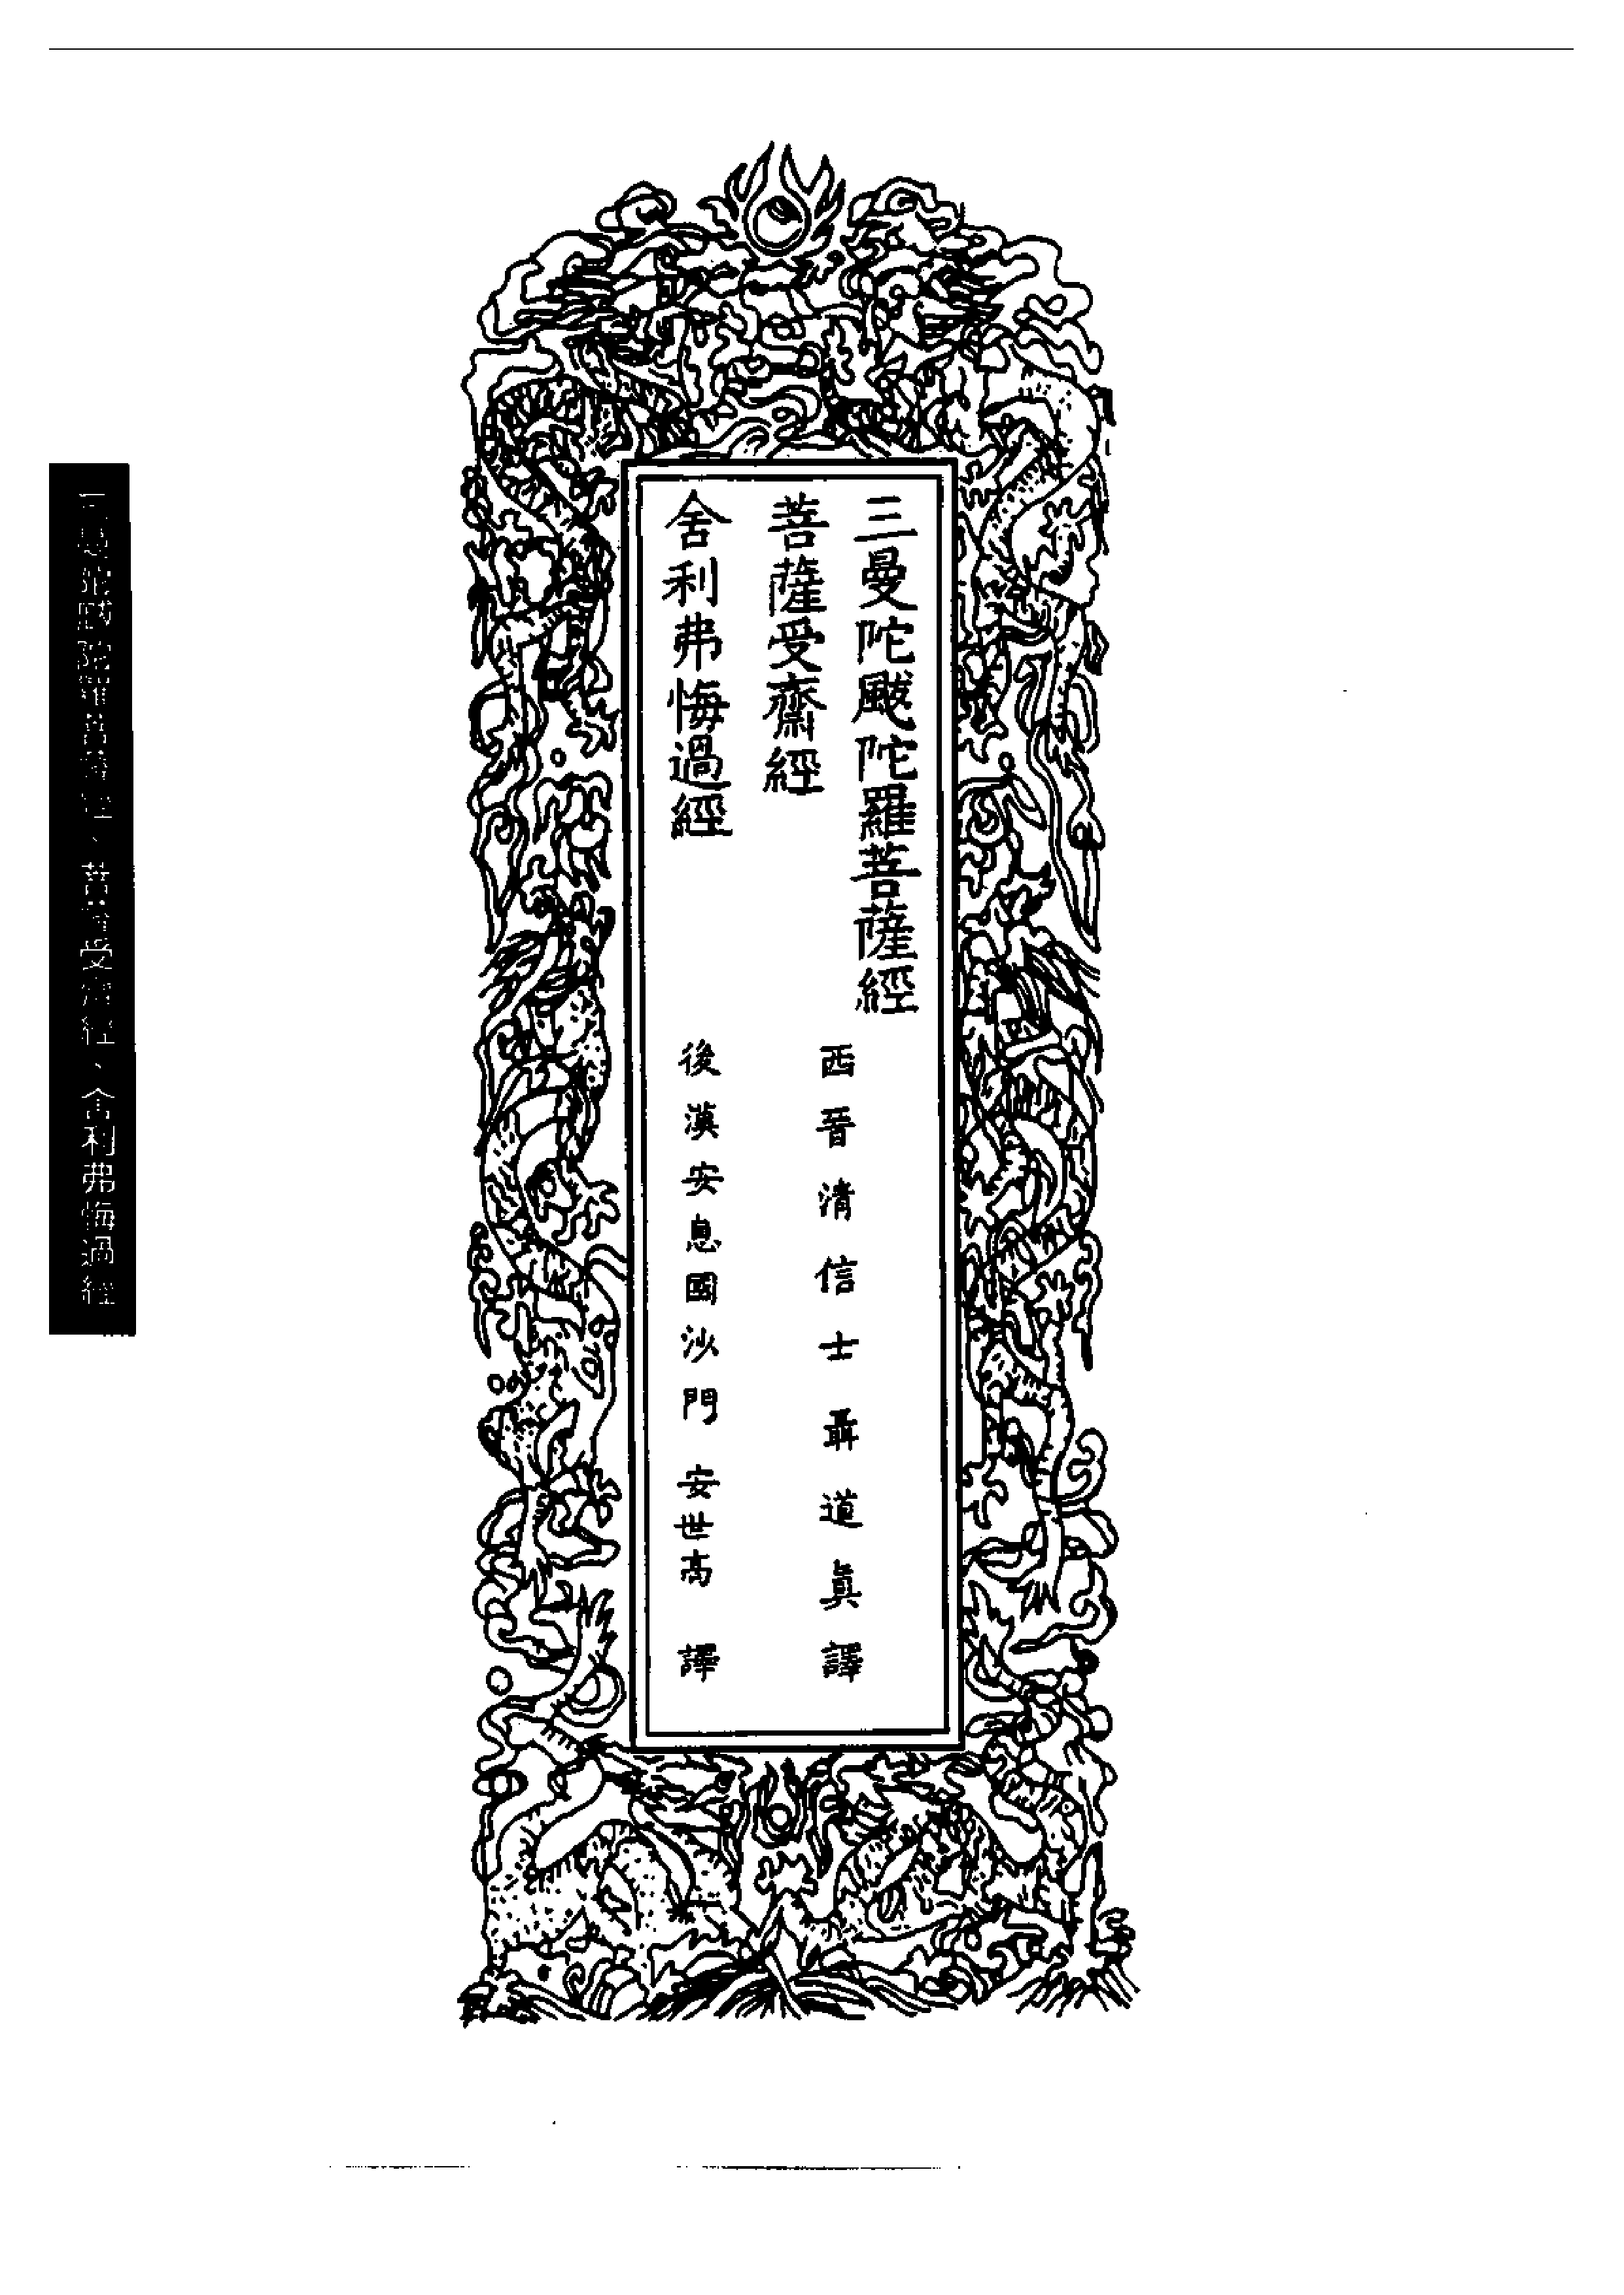 三曼陀颰陀羅菩薩經
菩薩受齋經
西晉清信士聶道眞譯
舍利弗悔過經
後漢安息國沙門安世高譯
三曼陀颰陀羅菩薩經、菩薩受齋經、舍利弗悔過經